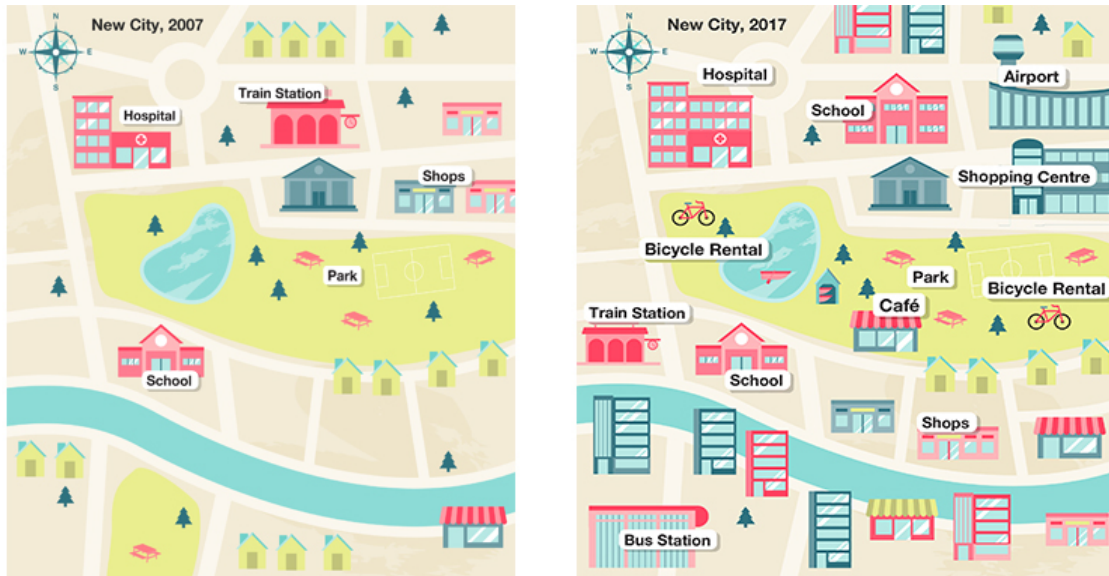 New City, 2007
N
W
E
S
Train Station
Hospital
Shops
Park
School
New City, 2017
N
W
E
S
Hospital
Airport
School
Shopping Centre
Bicycle Rental
Park
Bicycle Rental
Café
Train Station
School
Shops
Bus Station